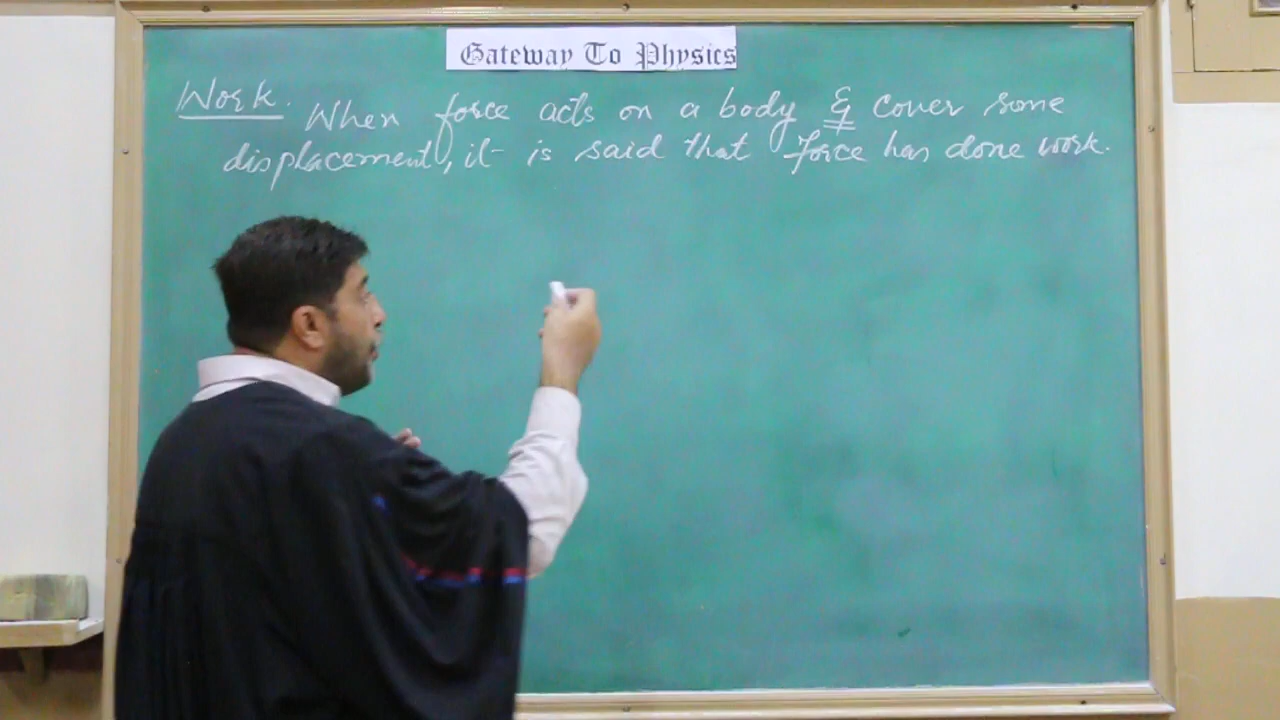 Gateway To Physics
Work. When force acts on a body & cover some
displacement, it is said that force has done work.